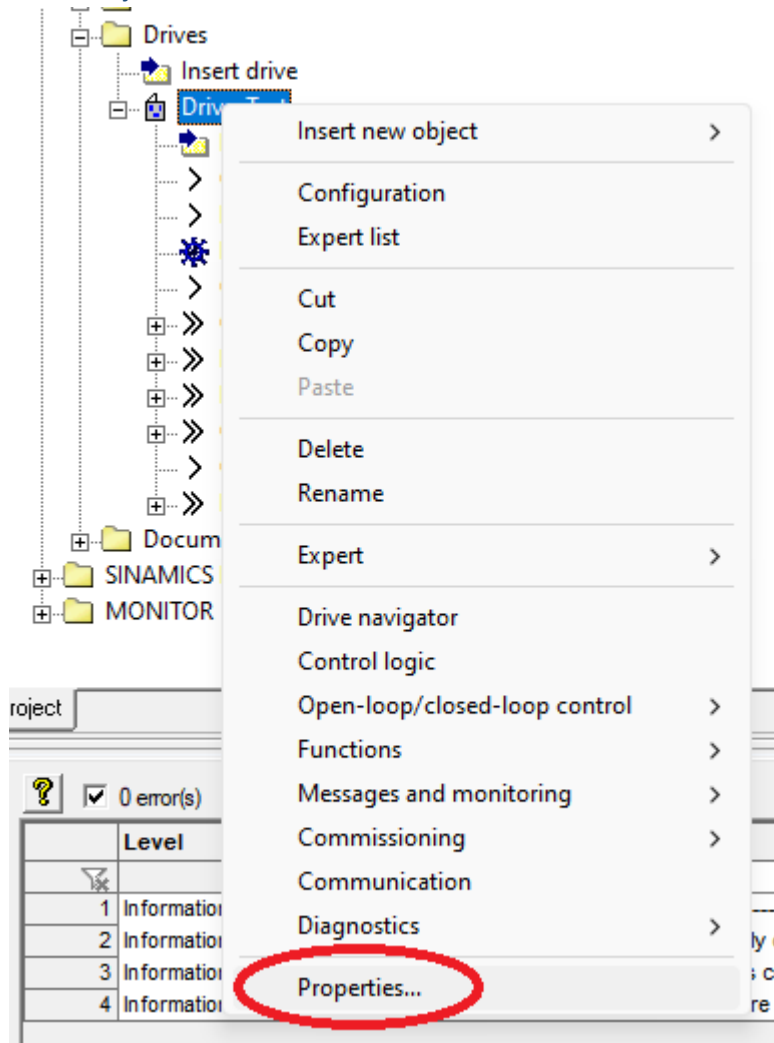 Drives
Insert drive
Insert new object
Configuration
Expert list
Cut
Copy
Paste
Delete
Rename
Docum
Expert
SINAMICS
MONITOR
Drive navigator
Control logic
roject
Open-loop/closed-loop control
Functions
0 error(s)
Messages and monitoring
Level
Commissioning
Communication
1 Information
Diagnostics
2 Information
3 Information
Properties...
4 Information
re